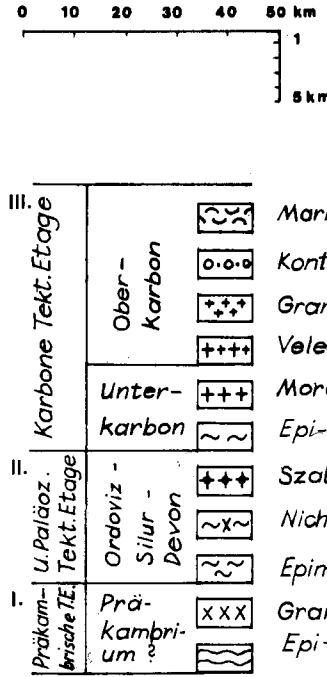 0 10 20 30 40 50 km
1
5 km
III.
Karbone Tekt. Etage
Ober-
karbon
Mari
Kont
Gran
Vele
Unter-
karbon
Mora
Epi-
II.
U. Paläoz.
Tekt. Etage
Ordoviz-
Silur-
Devon
Szab
Nich
Epim
I.
Präkam-
brische T.E.
Prä-
kambri-
um ?
Gran
Epi-